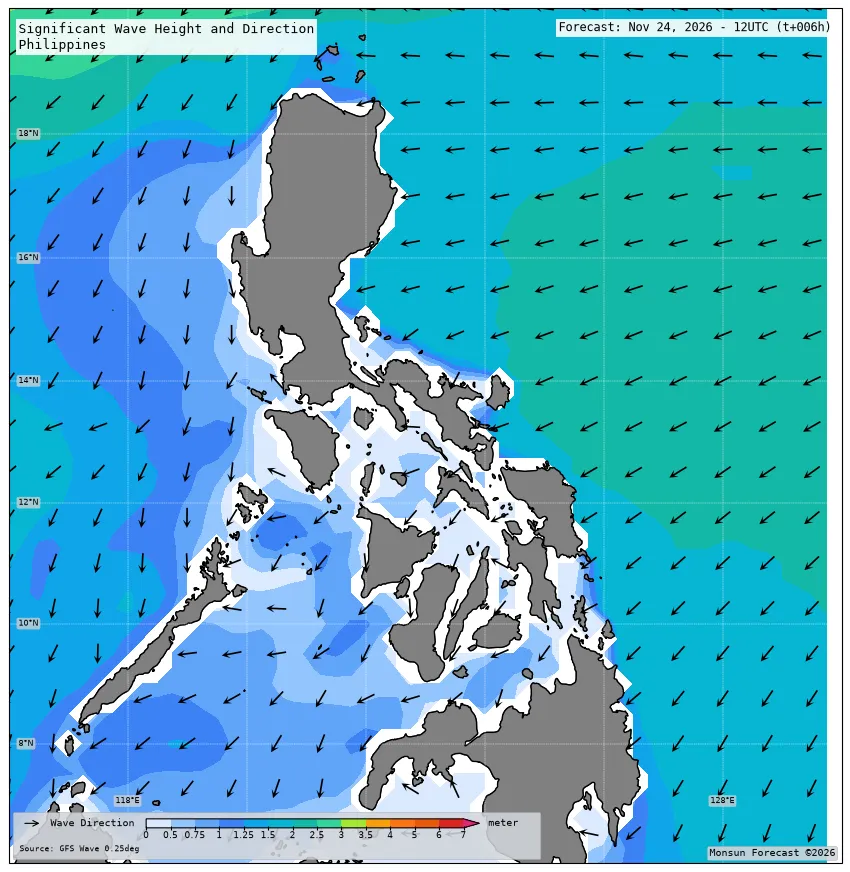 Significant Wave Height and Direction
Philippines
Forecast: Nov 24, 2026 - 12UTC (t+006h)
18°N
16°N
14°N
12°N
10°N
8°N
118°E
128°E
Wave Direction
0 0.5 0.75 1 1.25 1.5 2 2.5 3 3.5 4 5 6 7
meter
Source: GFS Wave 0.25deg
Monsun Forecast ©2026